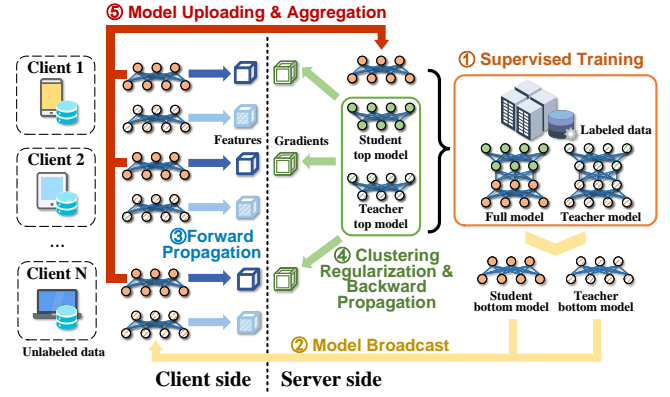 ⑤ Model Uploading & Aggregation
Client 1
Client 2
...
Client N
Unlabeled data
Features
Gradients
③Forward
Propagation
Student
top model
Teacher
top model
④ Clustering
Regularization &
Backward
Propagation
① Supervised Training
Labeled data
Full model
Teacher model
Student
bottom model
Teacher
bottom model
② Model Broadcast
Client side
Server side